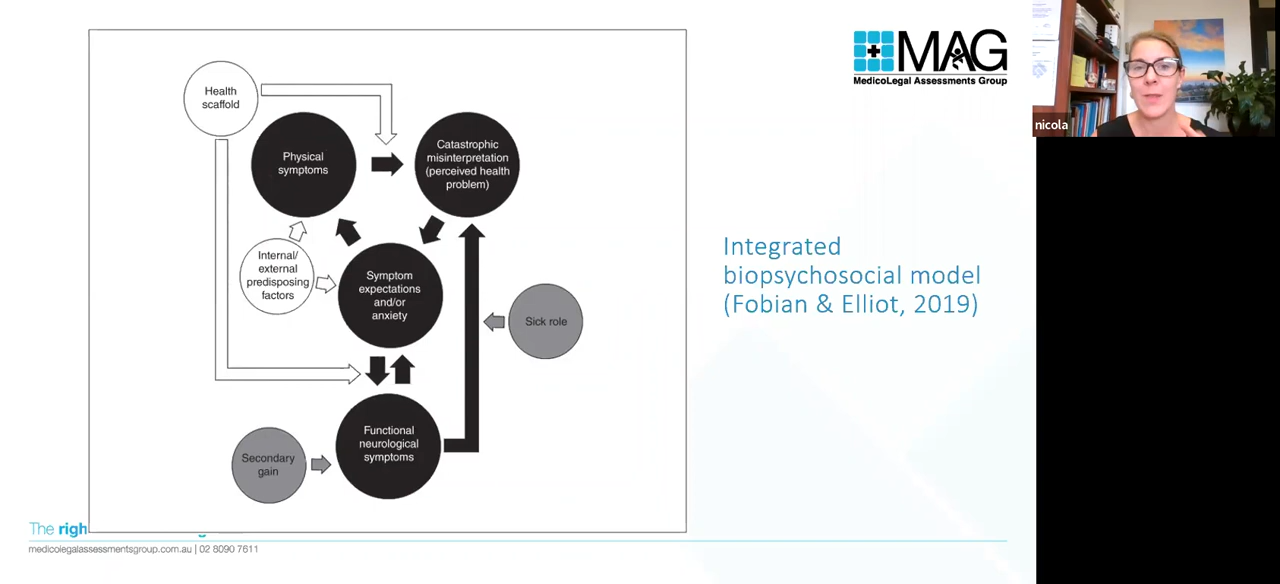 Health
scaffold
Physical
symptoms
Catastrophic
misinterpretation
(perceived health
problem)
Internal/
external
predisposing
factors
Symptom
expectations
and/or
anxiety
Sick role
Functional
neurological
symptoms
Secondary
gain
MAG
MedicoLegal Assessments Group
Integrated
biopsychosocial model
(Fobian & Elliot, 2019)
nicola
The righ
medicolegalassessmentsgroup.com.au | 02 8090 7611